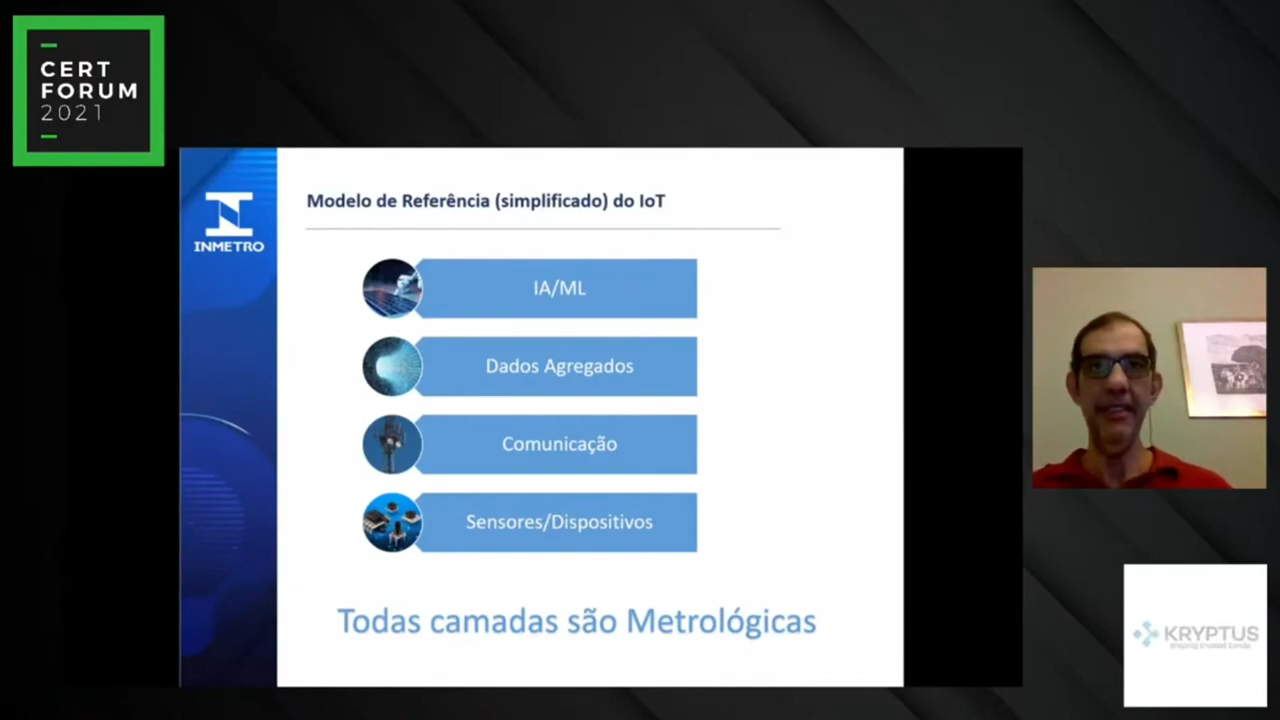 CERT
FORUM
2021
INMETRO
Modelo de Referência (simplificado) do IoT
IA/ML
Dados Agregados
Comunicação
Sensores/Dispositivos
Todas camadas são Metrológicas
KRYPTUS